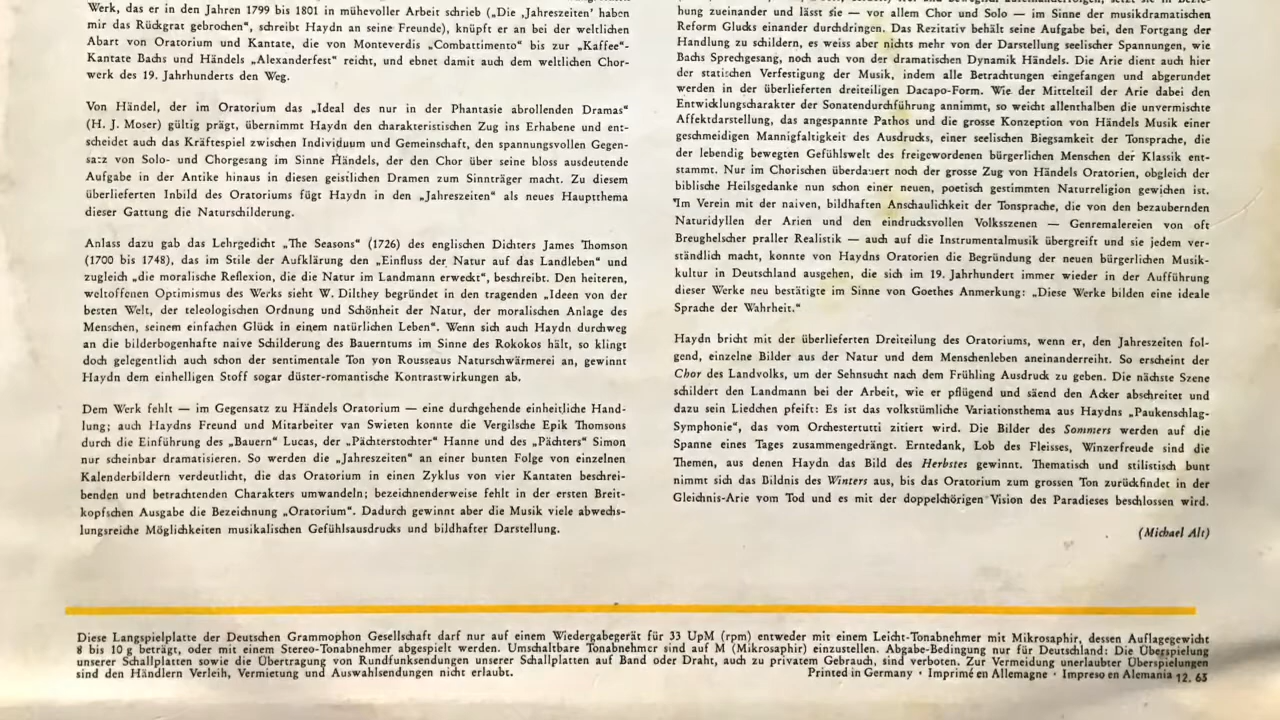 Werk, das er in den Jahren 1799 bis 1801 in mühevoller Arbeit schrieb („Die ‚Jahreszeiten' haben
mir das Rückgrat gebrochen“, schreibt Haydn an seine Freunde), knüpft er an bei der weltlichen
Abart von Oratorium und Kantate, die von Monteverdis „Combattimento“ bis zur „Kaffee“-
Kantate Bachs und Händels „Alexanderfest“ reicht, und ebnet damit auch dem weltlichen Chor-
werk des 19. Jahrhunderts den Weg.
Von Händel, der im Oratorium das „Ideal des nur in der Phantasie abrollenden Dramas“
(H. J. Moser) gültig prägt, übernimmt Haydn den charakteristischen Zug ins Erhabene und ent-
scheidet auch das Kräftespiel zwischen Individuum und Gemeinschaft, den spannungsvollen Gegen-
satz von Solo- und Chorgesang im Sinne Händels, der den Chor über seine bloss ausdeutende
Aufgabe in der Antike hinaus in diesen geistlichen Dramen zum Sinnträger macht. Zu diesem
überlieferten Inbild des Oratoriums fügt Haydn in den „Jahreszeiten“ als neues Hauptthema
dieser Gattung die Naturschilderung.
Anlass dazu gab das Lehrgedicht „The Seasons“ (1726) des englischen Dichters James Thomson
(1700 bis 1748), das im Stile der Aufklärung den „Einfluss der Natur auf das Landleben“ und
zugleich „die moralische Reflexion, die die Natur im Landmann erweckt“, beschreibt. Den heiteren,
weltoffenen Optimismus des Werks sieht W. Dilthey begründet in den tragenden „Ideen von der
besten Welt, der teleologischen Ordnung und Schönheit der Natur, der moralischen Anlage des
Menschen, seinem einfachen Glück in einem natürlichen Leben“. Wenn sich auch Haydn durchweg
an die bilderbogenhafte naive Schilderung des Bauerntums im Sinne des Rokokos hält, so klingt
doch gelegentlich auch schon der sentimentale Ton von Rousseaus Naturschwärmerei an, gewinnt
Haydn dem einhelligen Stoff sogar düster-romantische Kontrastwirkungen ab.
Dem Werk fehlt — im Gegensatz zu Händels Oratorium — eine durchgehende einheitliche Hand-
lung; auch Haydns Freund und Mitarbeiter van Swieten konnte die Vergilsche Epik Thomsons
durch die Einführung des „Bauern“ Lucas, der „Pächterstochter“ Hanne und des „Pächters“ Simon
nur scheinbar dramatisieren. So werden die „Jahreszeiten“ an einer bunten Folge von einzelnen
Kalenderbildern verdeutlicht, die das Oratorium in einen Zyklus von vier Kantaten beschrei-
benden und betrachtenden Charakters umwandeln; bezeichnenderweise fehlt in der ersten Breit-
kopfschen Ausgabe die Bezeichnung „Oratorium“. Dadurch gewinnt aber die Musik viele abwechs-
lungsreiche Möglichkeiten musikalischen Gefühlsausdrucks und bildhafter Darstellung.
hung zueinander und lässt sie — vor allem Chor und Solo — im Sinne der musikdramatischen
Reform Glucks einander durchdringen. Das Rezitativ behält seine Aufgabe bei, den Fortgang der
Handlung zu schildern, es weiss aber nichts mehr von der Darstellung seelischer Spannungen, wie
Bachs Sprechgesang, noch auch von der dramatischen Dynamik Händels. Die Arie dient auch hier
der statischen Verfestigung der Musik, indem alle Betrachtungen eingefangen und abgerundet
werden in der überlieferten dreiteiligen Dacapo-Form. Wie der Mittelteil der Arie dabei den
Entwicklungscharakter der Sonatendurchführung annimmt, so weicht allenthalben die unvermischte
Affektdarstellung, das angespannte Pathos und die grosse Konzeption von Händels Musik einer
geschmeidigen Mannigfaltigkeit des Ausdrucks, einer seelischen Biegsamkeit der Tonsprache, die
der lebendig bewegten Gefühlswelt des freigewordenen bürgerlichen Menschen der Klassik ent-
stammt. Nur im Chorischen überdauert noch der grosse Zug von Händels Oratorien, obgleich der
biblische Heilsgedanke nun schon einer neuen, poetisch gestimmten Naturreligion gewichen ist.
Im Verein mit der naiven, bildhaften Anschaulichkeit der Tonsprache, die von den bezaubernden
Naturidyllen der Arien und den eindrucksvollen Volksszenen — Genremalereien von oft
Breughelscher praller Realistik — auch auf die Instrumentalmusik übergreift und sie jedem ver-
ständlich macht, konnte von Haydns Oratorien die Begründung der neuen bürgerlichen Musik-
kultur in Deutschland ausgehen, die sich im 19. Jahrhundert immer wieder in der Aufführung
dieser Werke neu bestätigte im Sinne von Goethes Anmerkung: „Diese Werke bilden eine ideale
Sprache der Wahrheit.“
Haydn bricht mit der überlieferten Dreiteilung des Oratoriums, wenn er, den Jahreszeiten fol-
gend, einzelne Bilder aus der Natur und dem Menschenleben aneinanderreiht. So erscheint der
Chor des Landvolks, um der Sehnsucht nach dem Frühling Ausdruck zu geben. Die nächste Szene
schildert den Landmann bei der Arbeit, wie er pflügend und säend den Acker abschreitet und
dazu sein Liedchen pfeift: Es ist das volkstümliche Variationsthema aus Haydns „Paukenschlag-
Symphonie“, das vom Orchestertutti zitiert wird. Die Bilder des Sommers werden auf die
Spanne eines Tages zusammengedrängt. Erntedank, Lob des Fleisses, Winzerfreude sind die
Themen, aus denen Haydn das Bild des Herbstes gewinnt. Thematisch und stilistisch bunt
nimmt sich das Bildnis des Winters aus, bis das Oratorium zum grossen Ton zurückfindet in der
Gleichnis-Arie vom Tod und es mit der doppelchörigen Vision des Paradieses beschlossen wird.
(Michael Alt)
Diese Langspielplatte der Deutschen Grammophon Gesellschaft darf nur auf einem Wiedergabegerät für 33 UpM (rpm) entweder mit einem Leicht-Tonabnehmer mit Mikrosaphir, dessen Auflagegewicht
8 bis 10 g beträgt, oder mit einem Stereo-Tonabnehmer abgespielt werden. Umschaltbare Tonabnehmer sind auf M (Mikrosaphir) einzustellen. Abgabe-Bedingung nur für Deutschland: Die Überspielung
unserer Schallplatten sowie die Übertragung von Rundfunksendungen unserer Schallplatten auf Band oder Draht, auch zu privatem Gebrauch, sind verboten. Zur Vermeidung unerlaubter Überspielungen
sind den Händlern Verleih, Vermietung und Auswahlsendungen nicht erlaubt.
Printed in Germany · Imprimé en Allemagne · Impreso en Alemania 12. 63